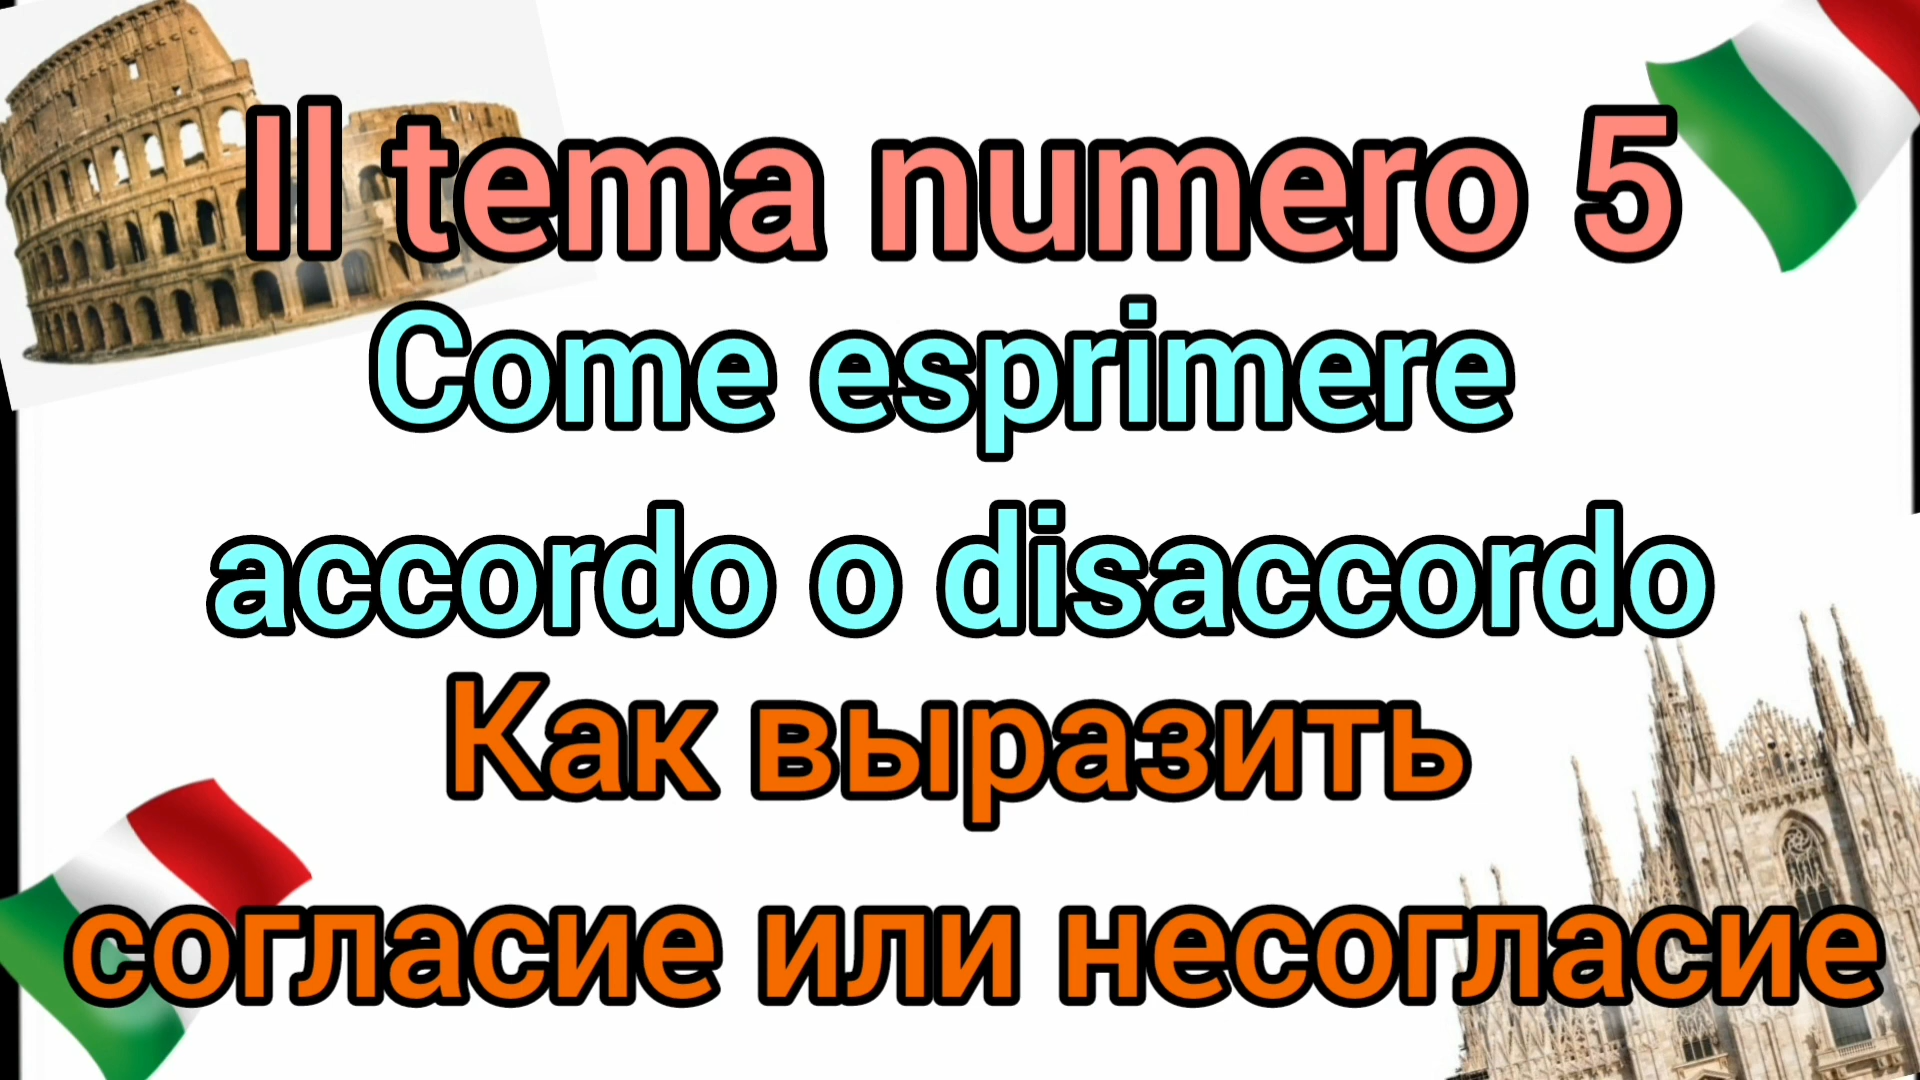 Il tema numero 5
Come esprimere
accordo o disaccordo
Как выразить
согласие или несогласие